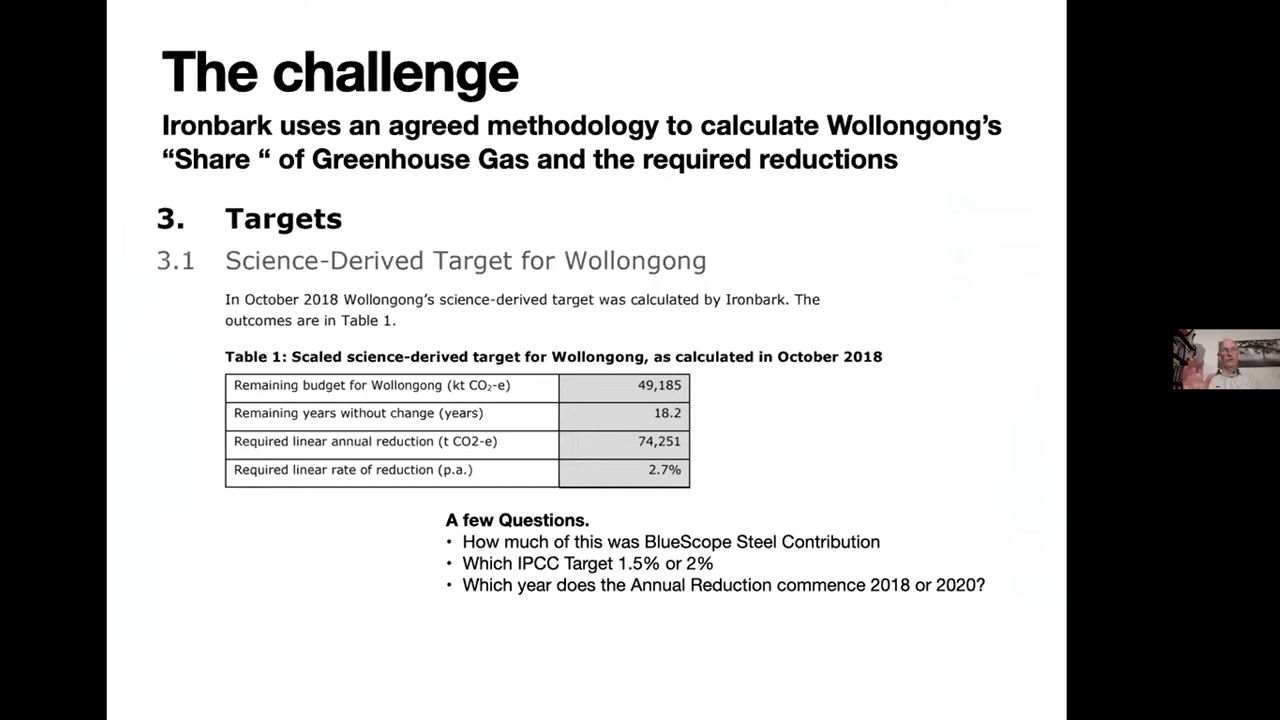 The challenge
Ironbark uses an agreed methodology to calculate Wollongong’s
“Share “ of Greenhouse Gas and the required reductions
3. Targets
3.1 Science-Derived Target for Wollongong
In October 2018 Wollongong’s science-derived target was calculated by Ironbark. The
outcomes are in Table 1.
Table 1: Scaled science-derived target for Wollongong, as calculated in October 2018
Remaining budget for Wollongong (kt CO₂-e) 49,185
Remaining years without change (years) 18.2
Required linear annual reduction (t CO2-e) 74,251
Required linear rate of reduction (p.a.) 2.7%
A few Questions.
• How much of this was BlueScope Steel Contribution
• Which IPCC Target 1.5% or 2%
• Which year does the Annual Reduction commence 2018 or 2020?